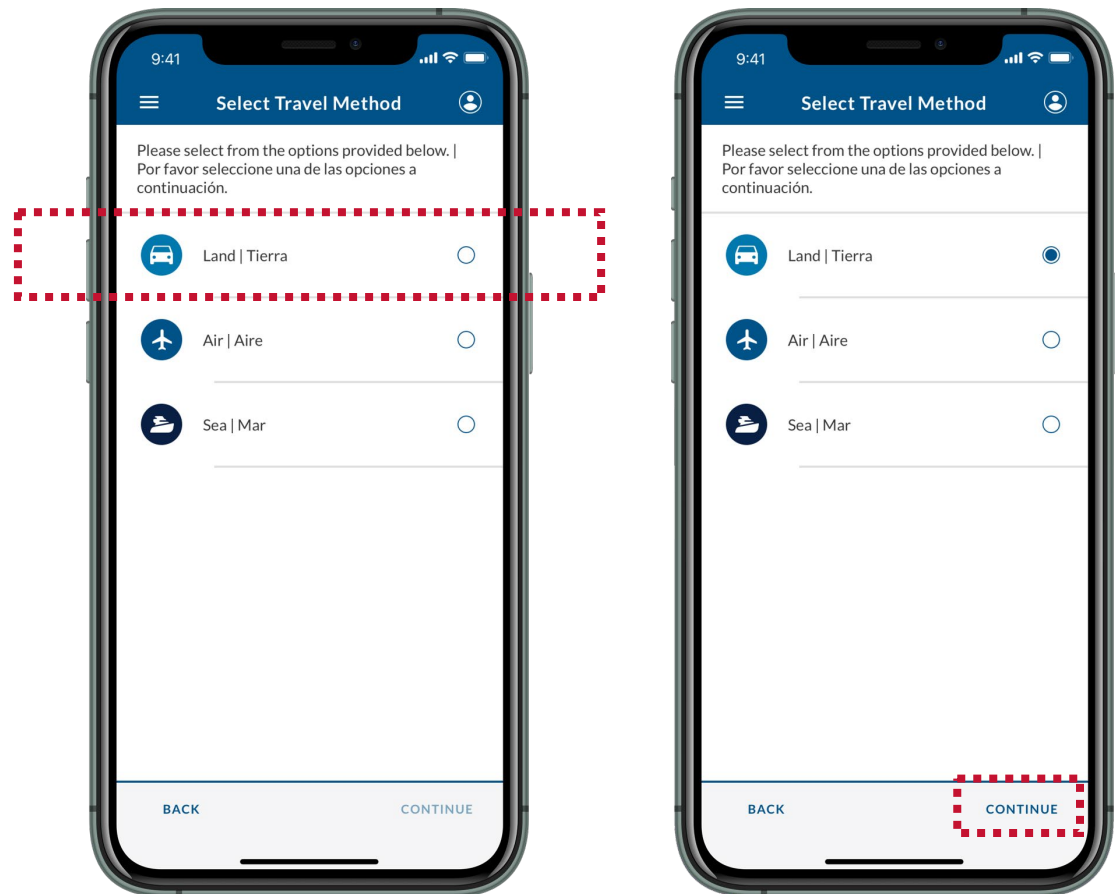 9:41
Select Travel Method
Please select from the options provided below. |
Por favor seleccione una de las opciones a
continuación.
Land | Tierra
Air | Aire
Sea | Mar
BACK
CONTINUE
9:41
Select Travel Method
Please select from the options provided below. |
Por favor seleccione una de las opciones a
continuación.
Land | Tierra
Air | Aire
Sea | Mar
BACK
CONTINUE